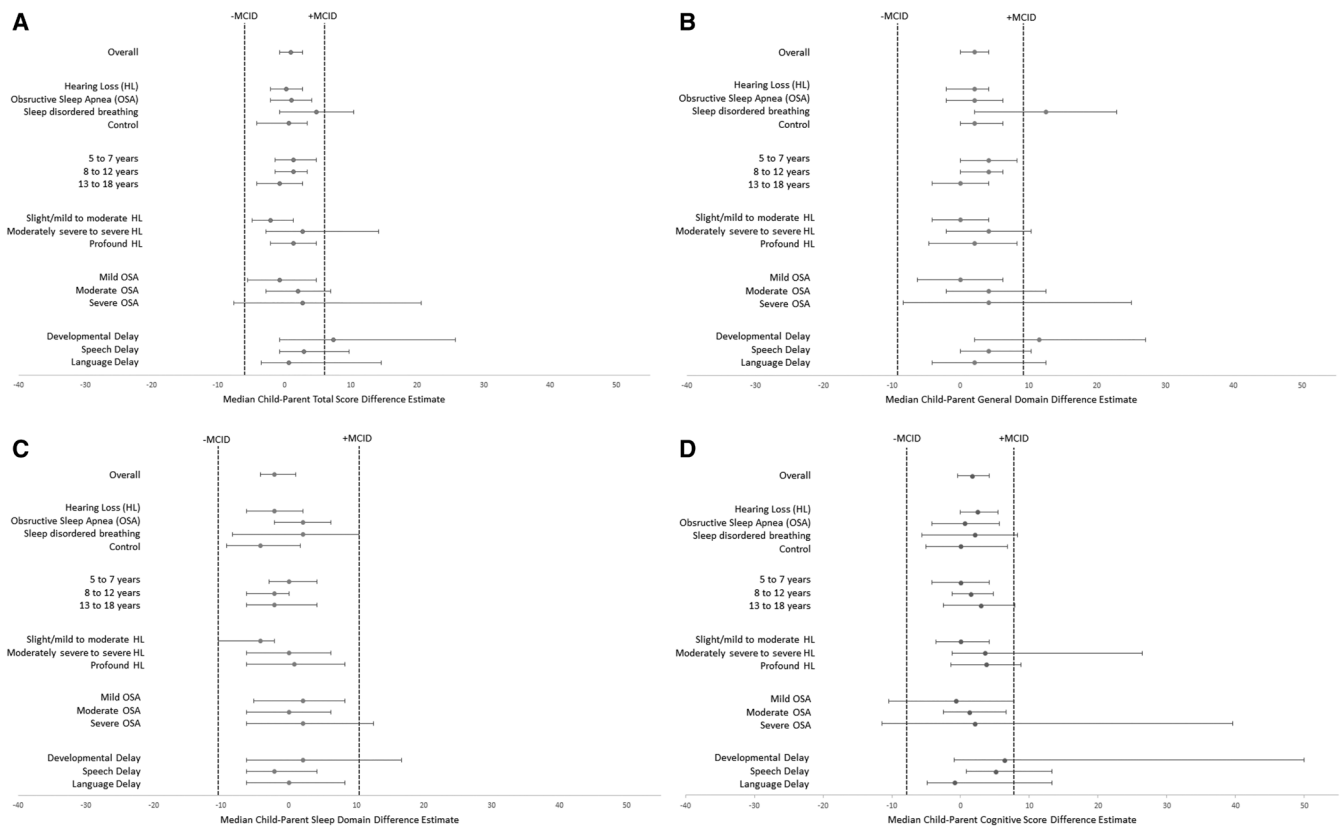 A
-MCID +MCID
Overall
Hearing Loss (HL)
Obsructive Sleep Apnea (OSA)
Sleep disordered breathing
Control
5 to 7 years
8 to 12 years
13 to 18 years
Slight/mild to moderate HL
Moderately severe to severe HL
Profound HL
Mild OSA
Moderate OSA
Severe OSA
Developmental Delay
Speech Delay
Language Delay
-40 -30 -20 -10 0 10 20 30 40 50
Median Child-Parent Total Score Difference Estimate
B
-MCID +MCID
Overall
Hearing Loss (HL)
Obsructive Sleep Apnea (OSA)
Sleep disordered breathing
Control
5 to 7 years
8 to 12 years
13 to 18 years
Slight/mild to moderate HL
Moderately severe to severe HL
Profound HL
Mild OSA
Moderate OSA
Severe OSA
Developmental Delay
Speech Delay
Language Delay
-40 -30 -20 -10 0 10 20 30 40 50
Median Child-Parent General Domain Difference Estimate
C
-MCID +MCID
Overall
Hearing Loss (HL)
Obsructive Sleep Apnea (OSA)
Sleep disordered breathing
Control
5 to 7 years
8 to 12 years
13 to 18 years
Slight/mild to moderate HL
Moderately severe to severe HL
Profound HL
Mild OSA
Moderate OSA
Severe OSA
Developmental Delay
Speech Delay
Language Delay
-40 -30 -20 -10 0 10 20 30 40 50
Median Child-Parent Sleep Domain Difference Estimate
D
-MCID +MCID
Overall
Hearing Loss (HL)
Obsructive Sleep Apnea (OSA)
Sleep disordered breathing
Control
5 to 7 years
8 to 12 years
13 to 18 years
Slight/mild to moderate HL
Moderately severe to severe HL
Profound HL
Mild OSA
Moderate OSA
Severe OSA
Developmental Delay
Speech Delay
Language Delay
-40 -30 -20 -10 0 10 20 30 40 50
Median Child-Parent Cognitive Score Difference Estimate